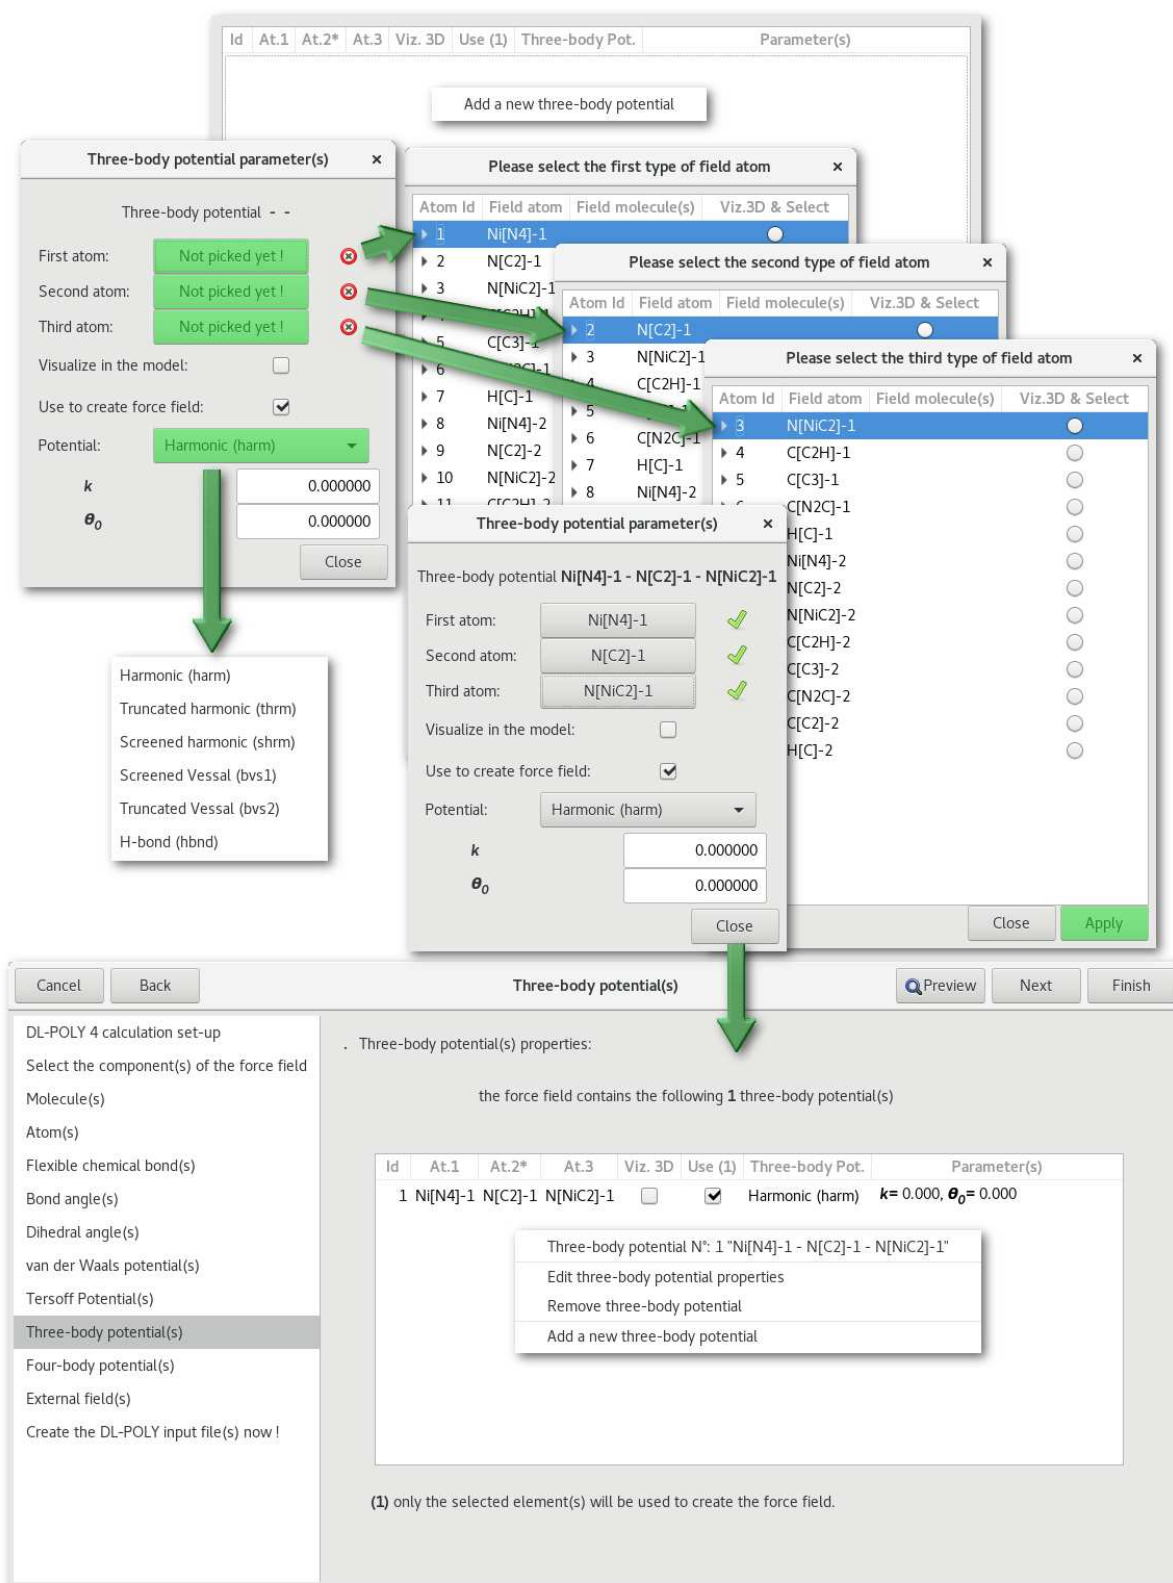 Id At.1 At.2* At.3 Viz. 3D Use (1) Three-body Pot. Parameter(s)
Add a new three-body potential
Three-body potential parameter(s) ×
Three-body potential - -
First atom: Not picked yet !
Second atom: Not picked yet !
Third atom: Not picked yet !
Visualize in the model:
Use to create force field:
Potential: Harmonic (harm)
k 0.000000
θ0 0.000000
Close
Harmonic (harm)
Truncated harmonic (thrm)
Screened harmonic (shrm)
Screened Vessal (bvs1)
Truncated Vessal (bvs2)
H-bond (hbnd)
Please select the first type of field atom ×
Atom Id Field atom Field molecule(s) Viz.3D & Select
1 Ni[N4]-1
2 N[C2]-1
3 N[NiC2]-1
5 C[C3]-1
6
7 H[C]-1
8 Ni[N4]-2
9 N[C2]-2
10 N[NiC2]-2
11 C[C2H]-2
Please select the second type of field atom ×
Atom Id Field atom Field molecule(s) Viz.3D & Select
2 N[C2]-1
3 N[NiC2]-1
4 C[C2H]-1
5
6 C[N2C]-1
7 H[C]-1
8 Ni[N4]-2
Please select the third type of field atom ×
Atom Id Field atom Field molecule(s) Viz.3D & Select
3 N[NiC2]-1
4 C[C2H]-1
5 C[C3]-1
6 C[N2C]-1
H[C]-1
Ni[N4]-2
N[C2]-2
N[NiC2]-2
C[C2H]-2
C[C3]-2
C[N2C]-2
C[C2]-2
H[C]-2
Close Apply
Three-body potential parameter(s) ×
Three-body potential Ni[N4]-1 - N[C2]-1 - N[NiC2]-1
First atom: Ni[N4]-1
Second atom: N[C2]-1
Third atom: N[NiC2]-1
Visualize in the model:
Use to create force field:
Potential: Harmonic (harm)
k 0.000000
θ0 0.000000
Close
Cancel Back Three-body potential(s) Preview Next Finish
DL-POLY 4 calculation set-up
Select the component(s) of the force field
Molecule(s)
Atom(s)
Flexible chemical bond(s)
Bond angle(s)
Dihedral angle(s)
van der Waals potential(s)
Tersoff Potential(s)
Three-body potential(s)
Four-body potential(s)
External field(s)
Create the DL-POLY input file(s) now !
. Three-body potential(s) properties:
the force field contains the following 1 three-body potential(s)
Id At.1 At.2* At.3 Viz. 3D Use (1) Three-body Pot. Parameter(s)
1 Ni[N4]-1 N[C2]-1 N[NiC2]-1 Harmonic (harm) k= 0.000, θ0= 0.000
Three-body potential N°: 1 "Ni[N4]-1 - N[C2]-1 - N[NiC2]-1"
Edit three-body potential properties
Remove three-body potential
Add a new three-body potential
(1) only the selected element(s) will be used to create the force field.